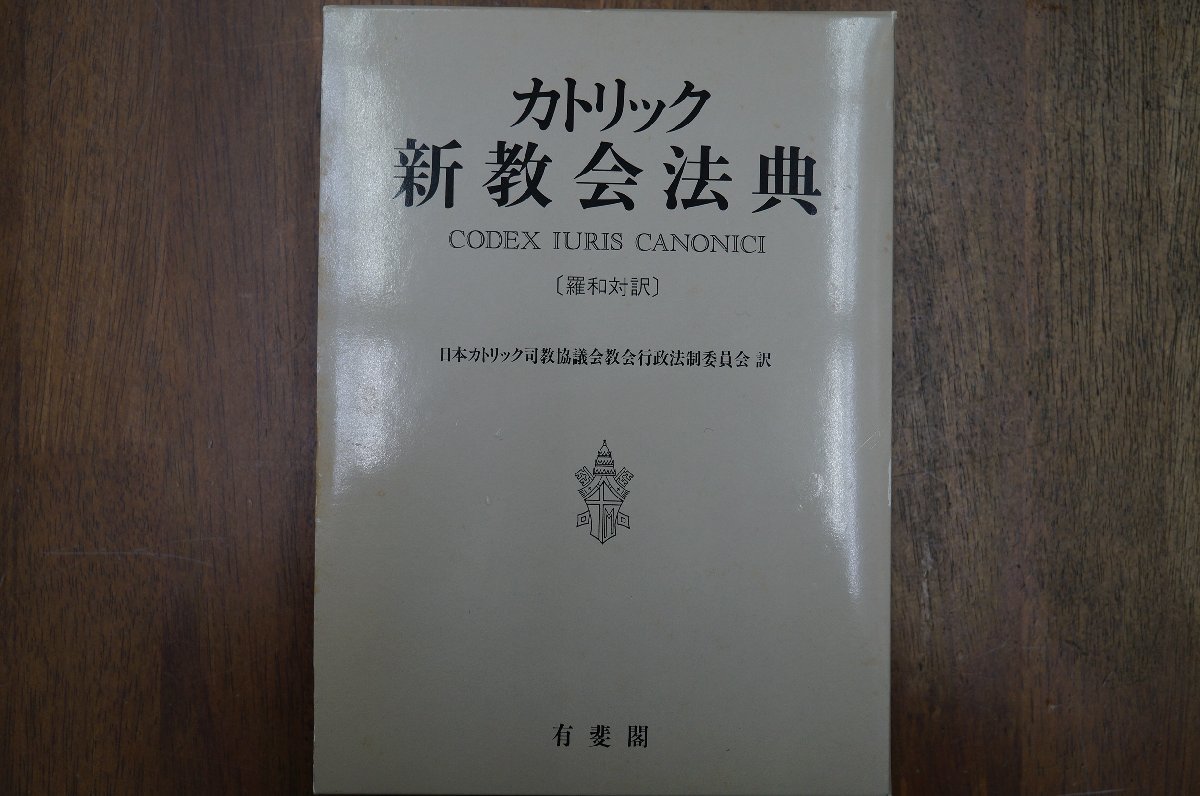 カトリック
新教会法典
CODEX IURIS CANONICI
〔羅和対訳〕
日本カトリック司教協議会教会行政法制委員会 訳
有斐閣